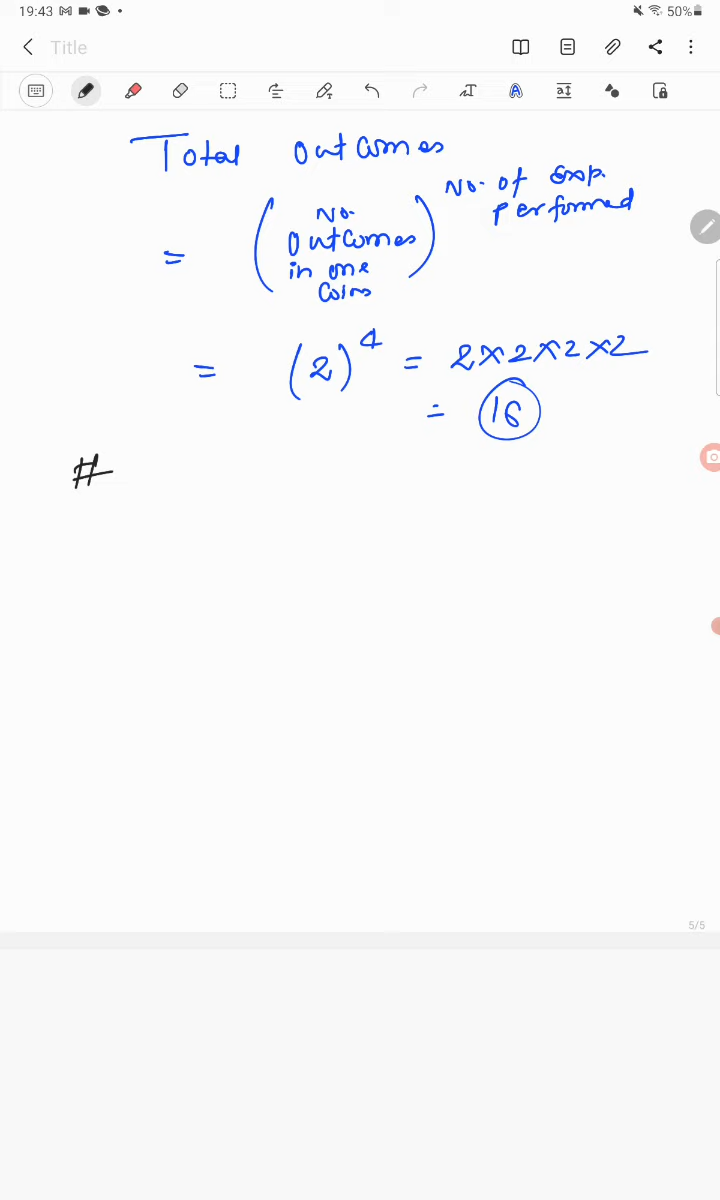 19:43
50%
Title
Total outcomes
= (No. outcomes in one coins) No. of exp. performed
= (2)^4 = 2×2×2×2
= 16
#
5/5